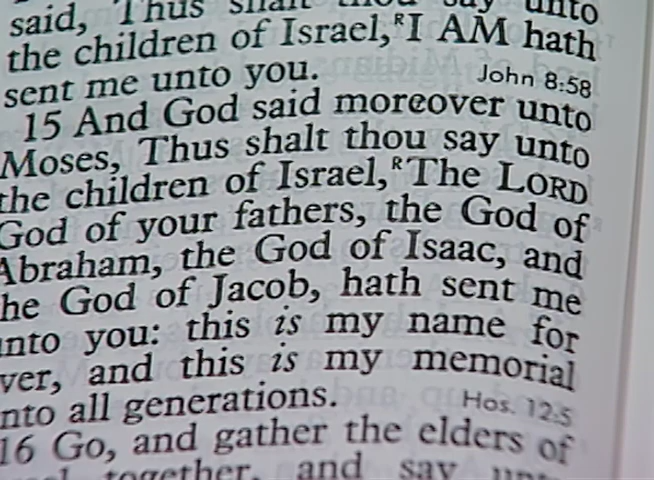 said, Thus shalt thou say unto
the children of Israel,ᴿI AM hath
sent me unto you. John 8:58
15 And God said moreover unto
Moses, Thus shalt thou say unto
the children of Israel,ᴿThe LORD
God of your fathers, the God of
Abraham, the God of Isaac, and
he God of Jacob, hath sent me
nto you: this is my name for
ver, and this is my memorial
nto all generations. Hos. 12:5
16 Go, and gather the elders of
together, and say